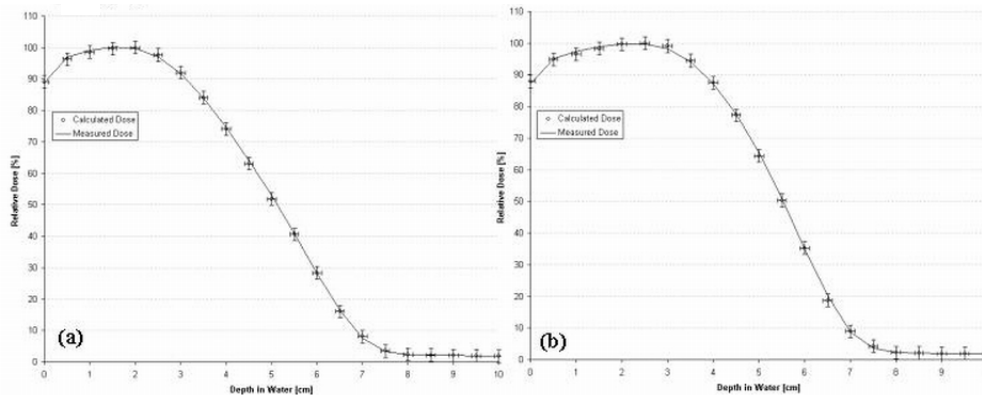 110
100
90
80
70
60
50
40
30
20
10
0
Relative Dose [%]
Calculated Dose
Measured Dose
(a)
0 1 2 3 4 5 6 7 8 9 10
Depth in Water [cm]
110
100
90
80
70
60
50
40
30
20
10
0
Relative Dose [%]
Calculated Dose
Measured Dose
(b)
0 1 2 3 4 5 6 7 8 9
Depth in Water [cm]